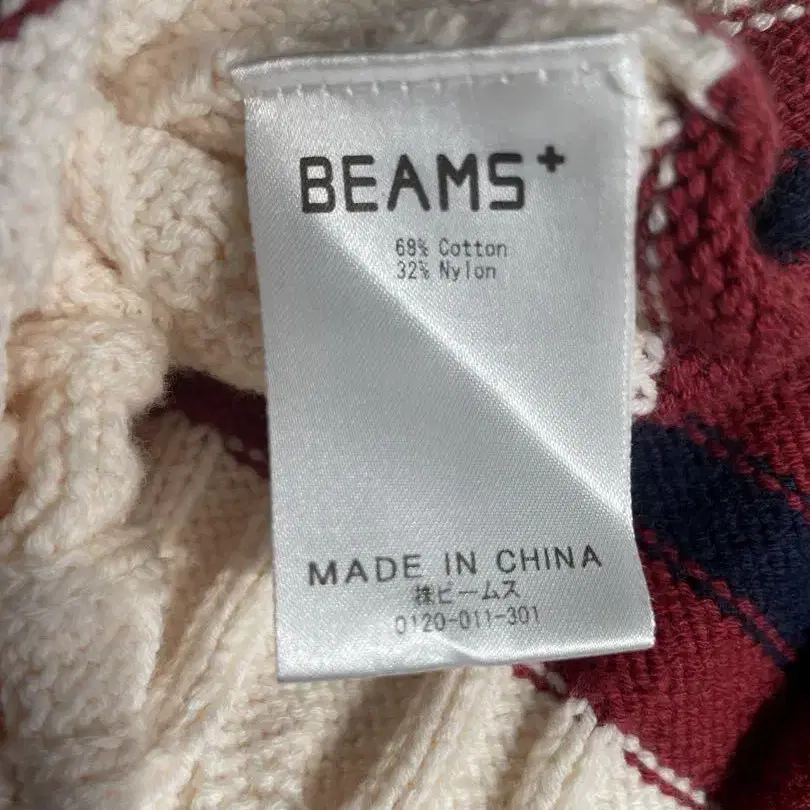 BEAMS+
68% Cotton
32% Nylon
MADE IN CHINA
㈱ビームス
0120-011-301